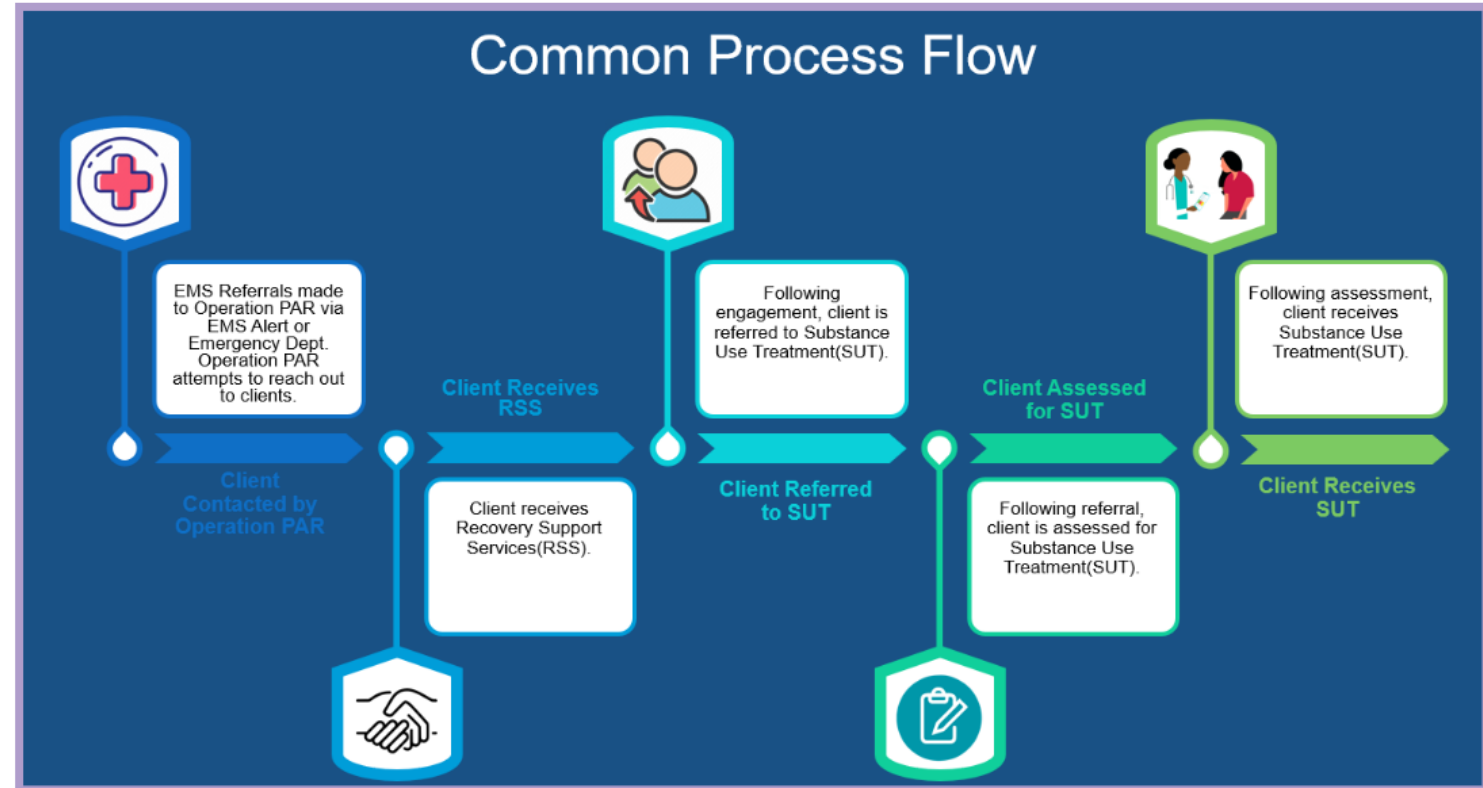 Common Process Flow
EMS Referrals made
to Operation PAR via
EMS Alert or
Emergency Dept.
Operation PAR
attempts to reach out
to clients.
Client
Contacted by
Operation PAR
Client Receives
RSS
Client receives
Recovery Support
Services(RSS).
Following
engagement, client is
referred to Substance
Use Treatment(SUT).
Client Referred
to SUT
Client Assessed
for SUT
Following referral,
client is assessed for
Substance Use
Treatment(SUT).
Following assessment,
client receives
Substance Use
Treatment(SUT).
Client Receives
SUT